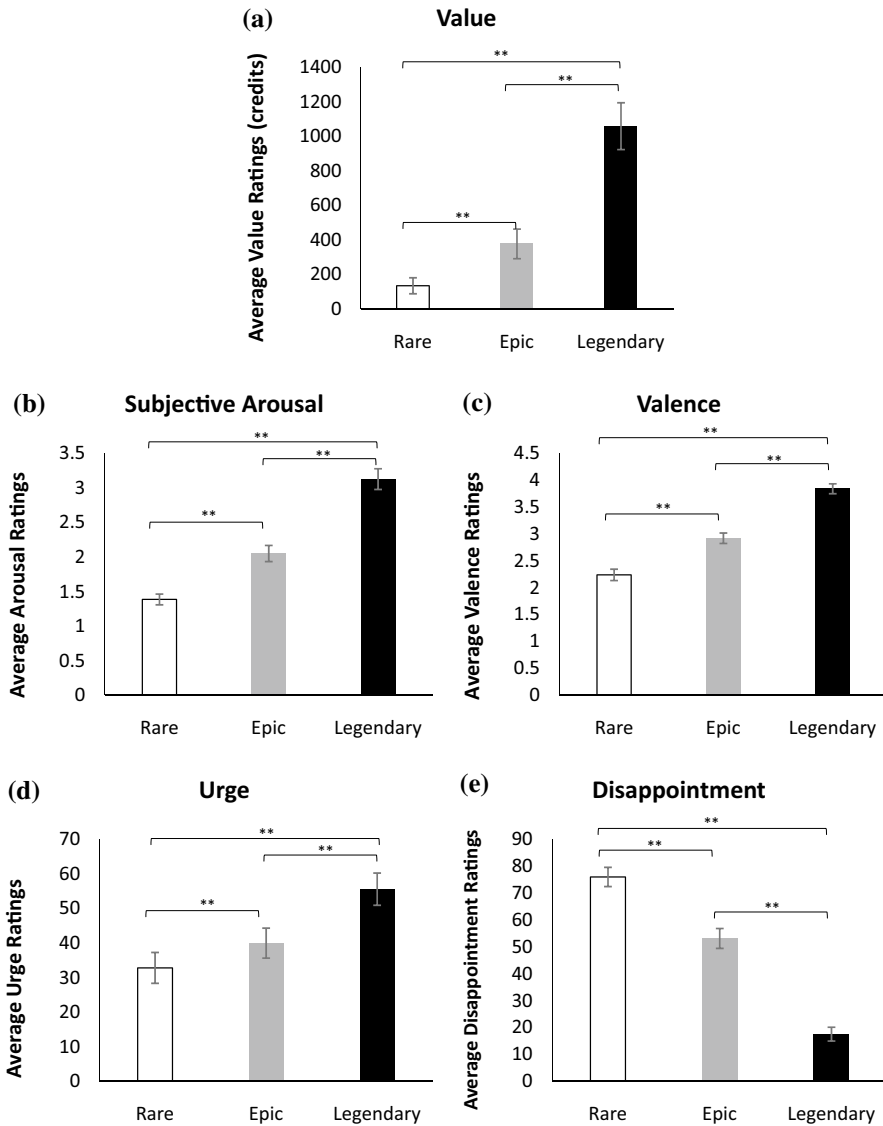 (a)
Value
Average Value Ratings (credits)
1400
1200
1000
800
600
400
200
0
**
**
**
Rare Epic Legendary
(b)
Subjective Arousal
Average Arousal Ratings
3.5
3
2.5
2
1.5
1
0.5
0
**
**
**
Rare Epic Legendary
(c)
Valence
Average Valence Ratings
4.5
4
3.5
3
2.5
2
1.5
1
0.5
0
**
**
**
Rare Epic Legendary
(d)
Urge
Average Urge Ratings
70
60
50
40
30
20
10
0
**
**
**
Rare Epic Legendary
(e)
Disappointment
Average Disappointment Ratings
90
80
70
60
50
40
30
20
10
0
**
**
**
Rare Epic Legendary